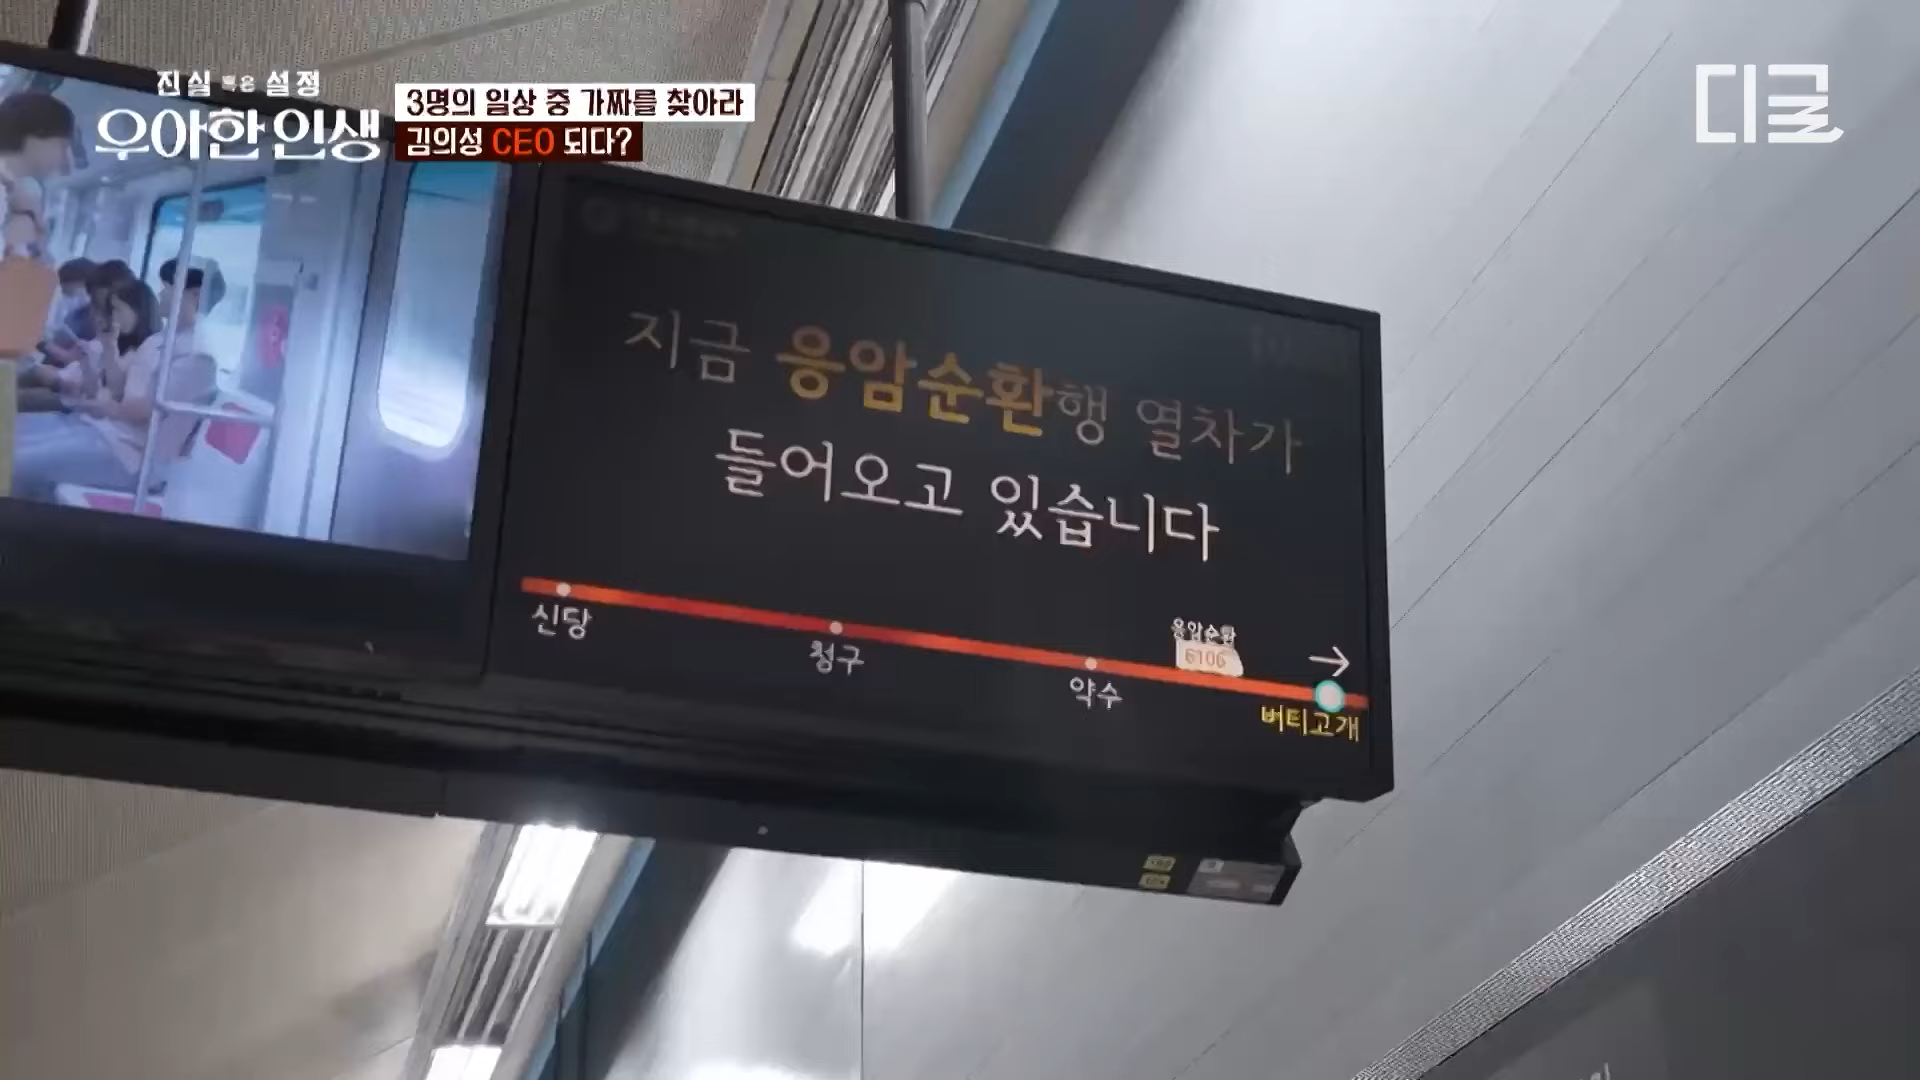 진실 혹은 설정
우아한 인생
3명의 일상 중 가짜를 찾아라
김의성 CEO 되다?
디글
지금 응암순환행 열차가
들어오고 있습니다
신당
청구
약수
응암순환
6106
→
버티고개